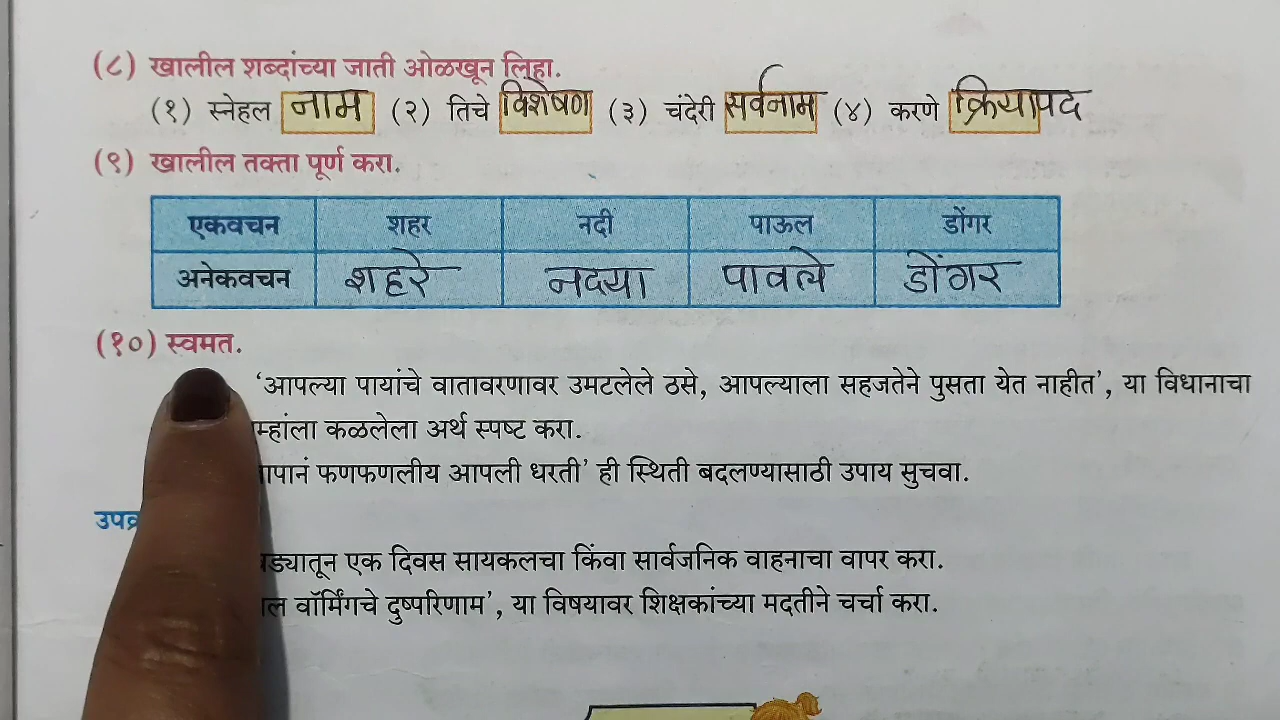 (८) खालील शब्दांच्या जाती ओळखून लिहा.
(१) स्नेहल नाम (२) तिचे विशेषण (३) चंदेरी सर्वनाम (४) करणे क्रियापद
(९) खालील तक्ता पूर्ण करा.
एकवचन शहर नदी पाऊल डोंगर
अनेकवचन शहरे नदया पावले डोंगर
(१०) स्वमत.
'आपल्या पायांचे वातावरणावर उमटलेले ठसे, आपल्याला सहजतेने पुसता येत नाहीत', या विधानाचा
म्हांला कळलेला अर्थ स्पष्ट करा.
ापानं फणफणलीय आपली धरती' ही स्थिती बदलण्यासाठी उपाय सुचवा.
उपक्र
ड्यातून एक दिवस सायकलचा किंवा सार्वजनिक वाहनाचा वापर करा.
ल वॉर्मिंगचे दुष्परिणाम', या विषयावर शिक्षकांच्या मदतीने चर्चा करा.